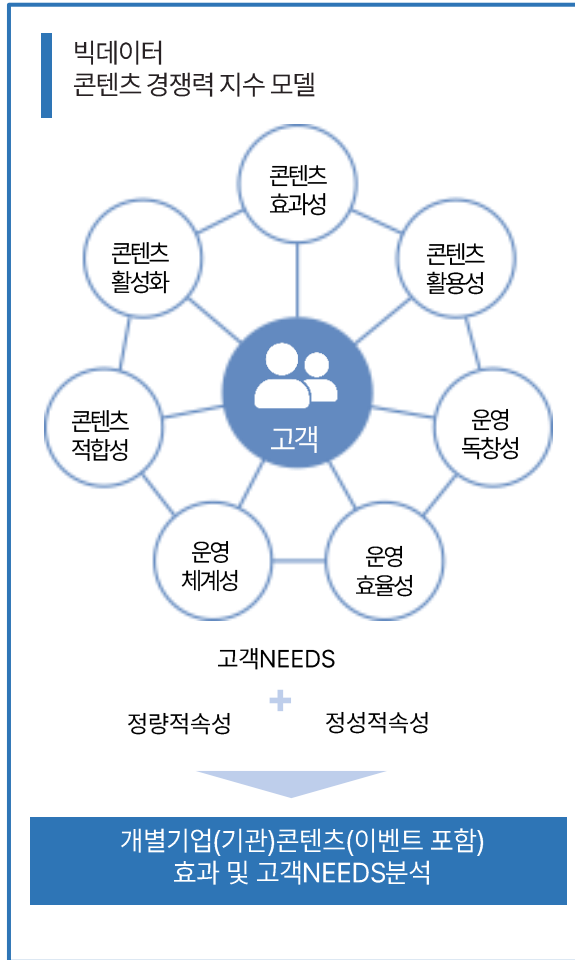 빅데이터
콘텐츠 경쟁력 지수 모델
콘텐츠
효과성
콘텐츠
활성화
콘텐츠
활용성
콘텐츠
적합성
고객
운영
독창성
운영
체계성
운영
효율성
고객NEEDS
+
정량적속성
정성적속성
개별기업(기관)콘텐츠(이벤트 포함)
효과 및 고객NEEDS분석